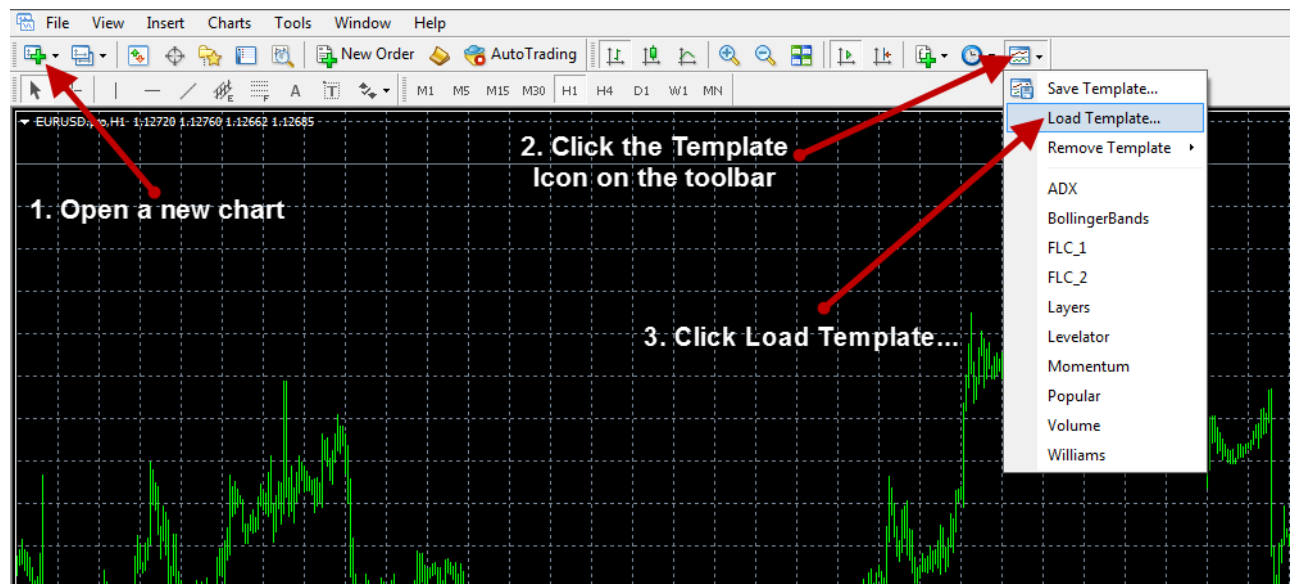 File View Insert Charts Tools Window Help
New Order AutoTrading
A T M1 M5 M15 M30 H1 H4 D1 W1 MN
EURUSD.pro,H1 1.12720 1.12760 1.12662 1.12685
1. Open a new chart
2. Click the Template
Icon on the toolbar
3. Click Load Template...
Save Template...
Load Template...
Remove Template
ADX
BollingerBands
FLC_1
FLC_2
Layers
Levelator
Momentum
Popular
Volume
Williams